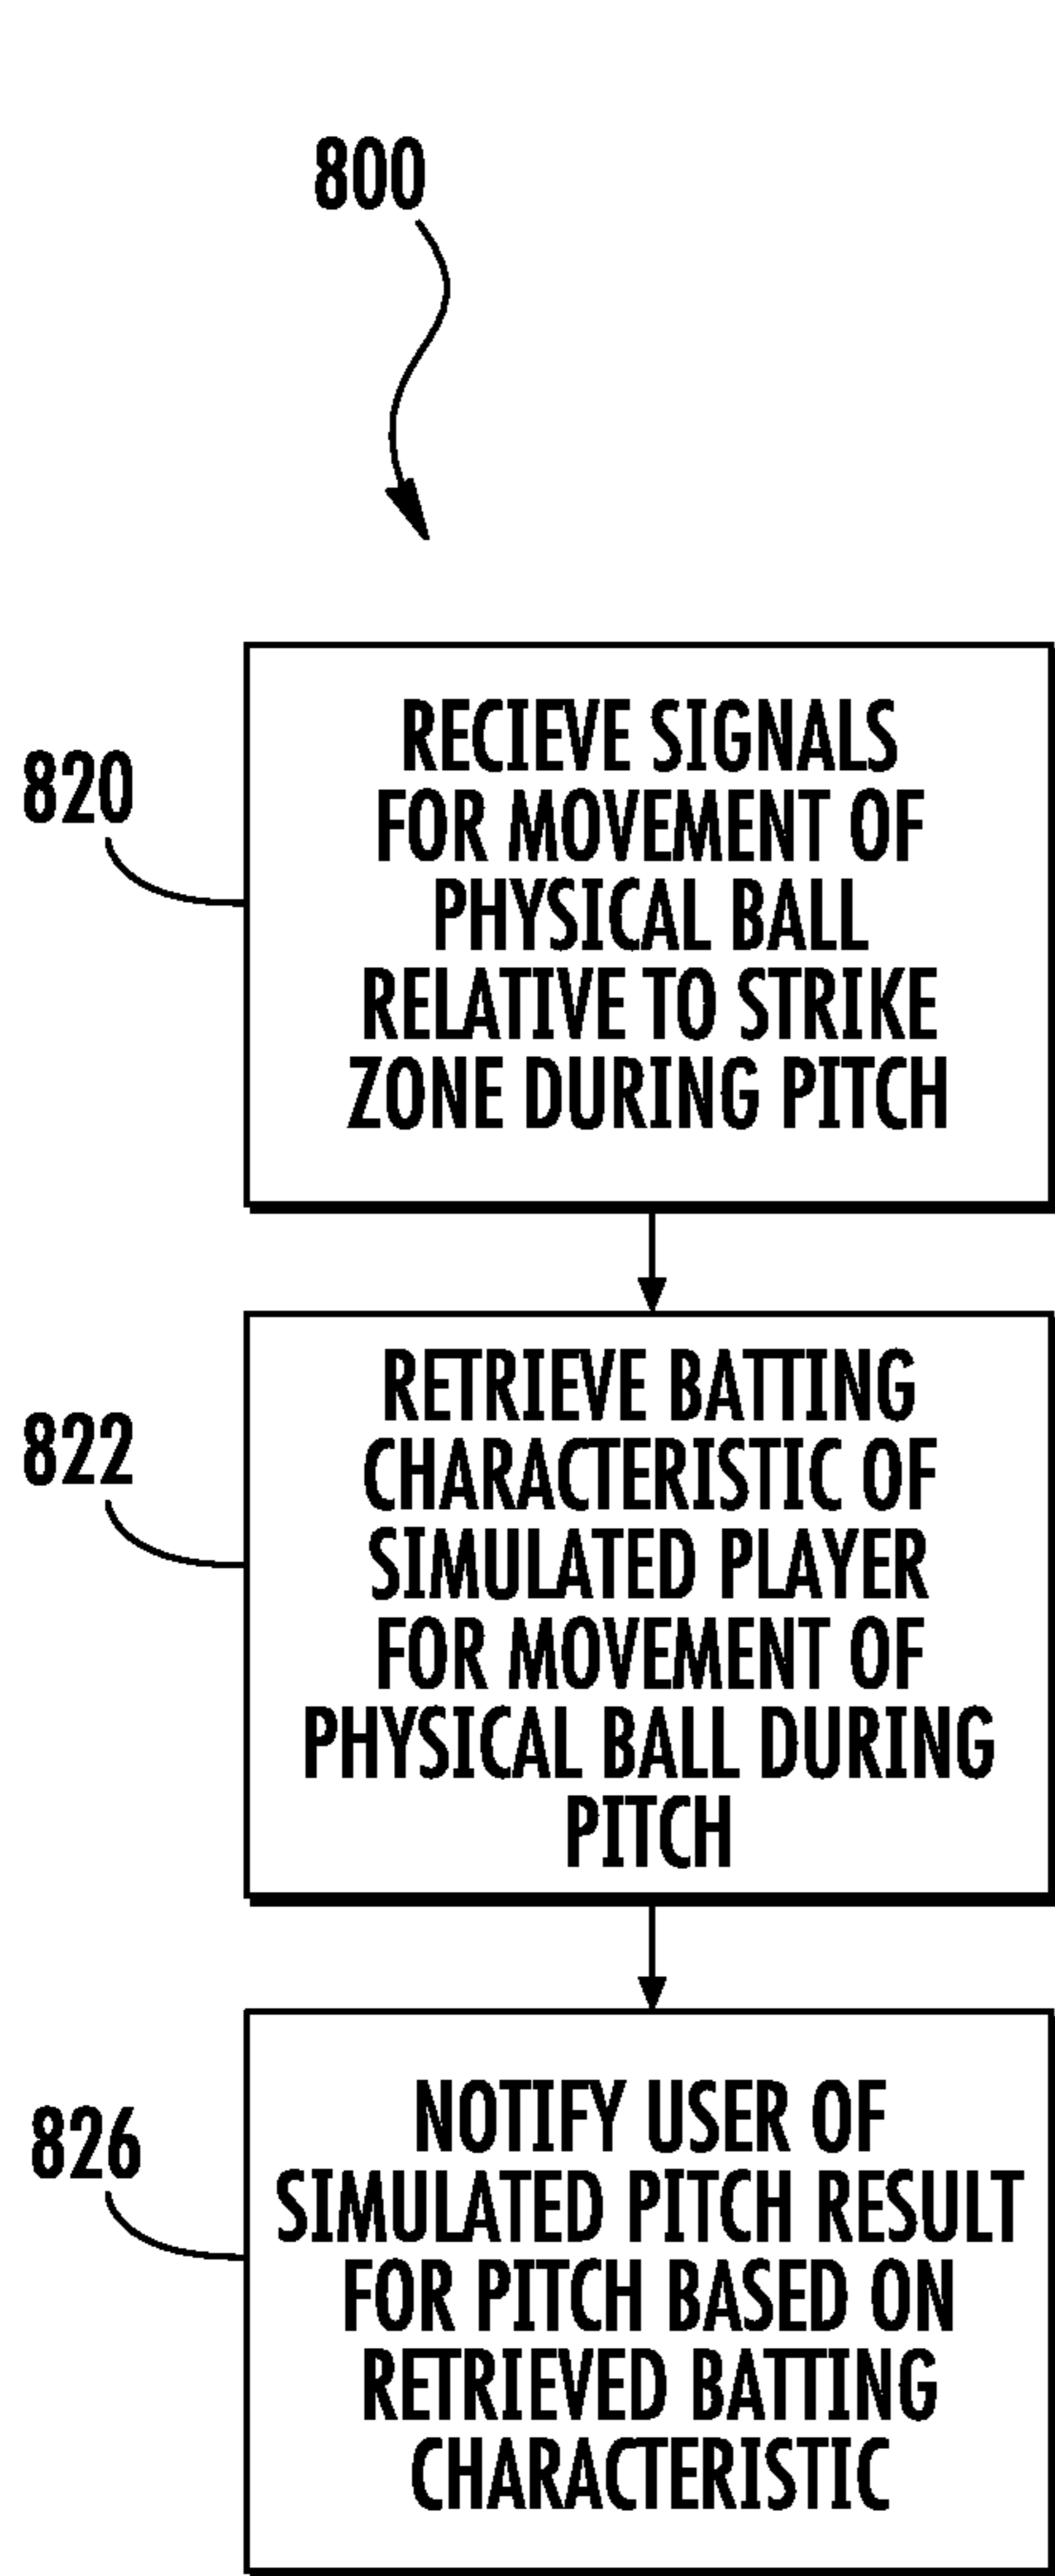 800
820
RECIEVE SIGNALS
FOR MOVEMENT OF
PHYSICAL BALL
RELATIVE TO STRIKE
ZONE DURING PITCH
822
RETRIEVE BATTING
CHARACTERISTIC OF
SIMULATED PLAYER
FOR MOVEMENT OF
PHYSICAL BALL DURING
PITCH
826
NOTIFY USER OF
SIMULATED PITCH RESULT
FOR PITCH BASED ON
RETRIEVED BATTING
CHARACTERISTIC